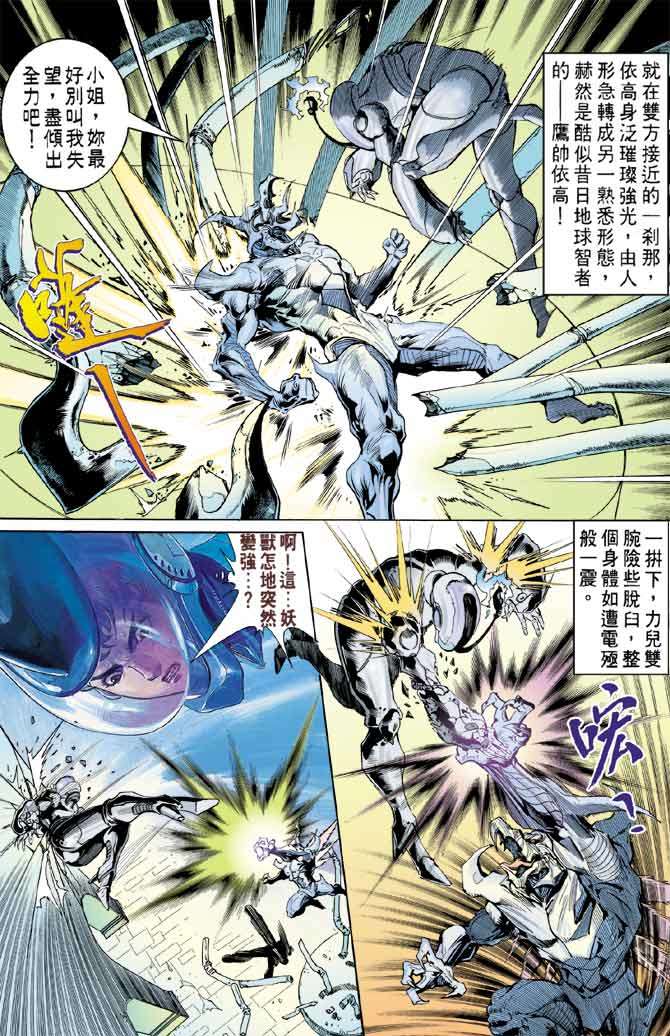 就在雙方接近的一剎那，
依高身泛璀璨強光，由人
形急轉成另一熟悉形態，
赫然是酷似昔日地球智者
的──鷹帥依高！
小姐，妳最
好別叫我失
望，盡傾出
全力吧！
一拚下，力兒雙
腕險些脫臼，整
個身體如遭電殛
般一震。
啊！這…妖
獸怎地突然
變強…？